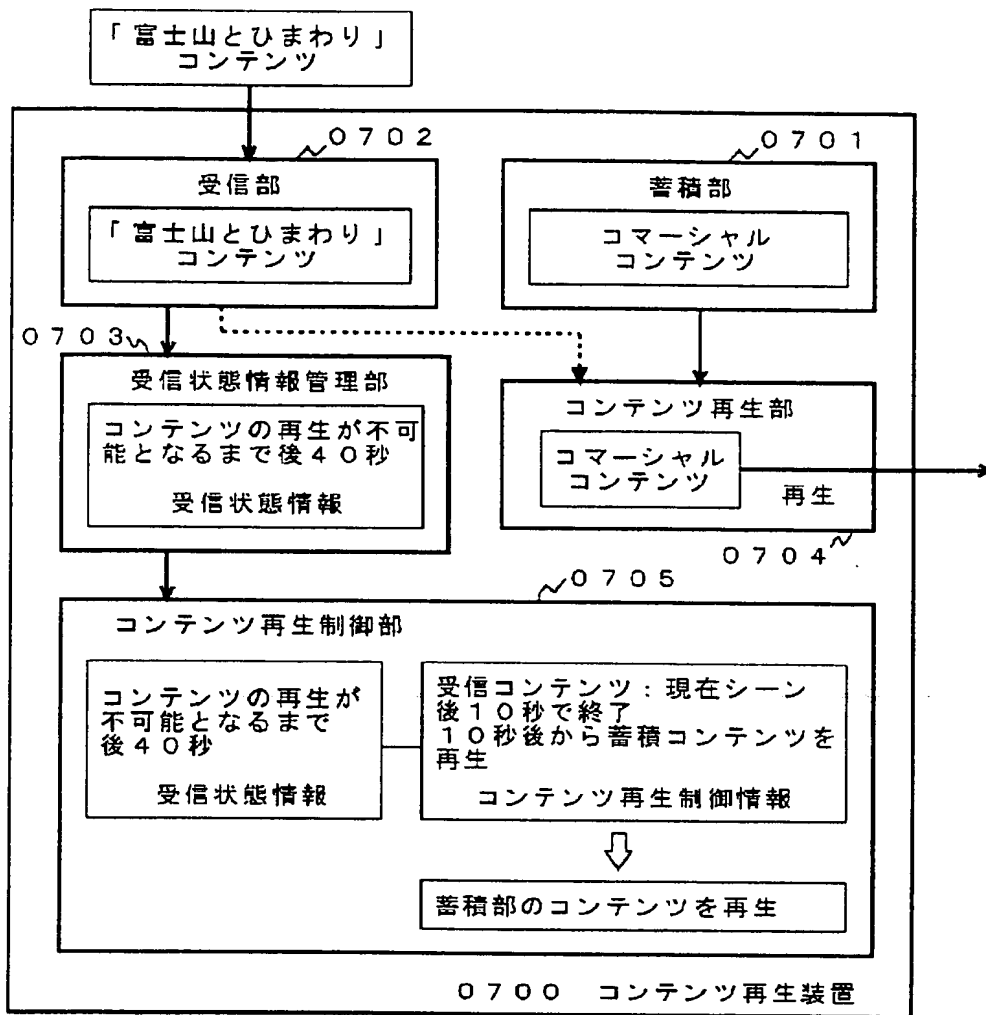 「富士山とひまわり」
コンテンツ
０７０２
０７０１
受信部
「富士山とひまわり」
コンテンツ
蓄積部
コマーシャル
コンテンツ
０７０３
受信状態情報管理部
コンテンツの再生が不可
能となるまで後４０秒
受信状態情報
コンテンツ再生部
コマーシャル
コンテンツ
再生
０７０４
０７０５
コンテンツ再生制御部
コンテンツの再生が
不可能となるまで
後４０秒
受信状態情報
受信コンテンツ：現在シーン
後１０秒で終了
１０秒後から蓄積コンテンツを
再生
コンテンツ再生制御情報
蓄積部のコンテンツを再生
０７００ コンテンツ再生装置